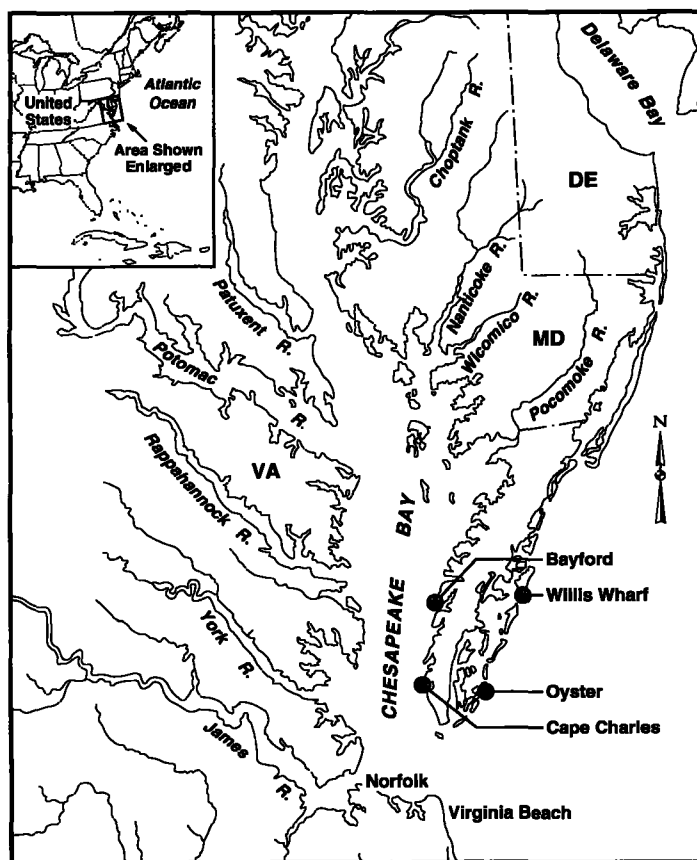 Atlantic
Ocean
United
States
Area Shown
Enlarged
Delaware Bay
Choptank R.
DE
Nanticoke R.
Patuxent R.
Wicomico R.
MD
Potomac R.
Pocomoke R.
N
VA
Rappahannock R.
CHESAPEAKE BAY
Bayford
Willis Wharf
York R.
Oyster
Cape Charles
James R.
Norfolk
Virginia Beach